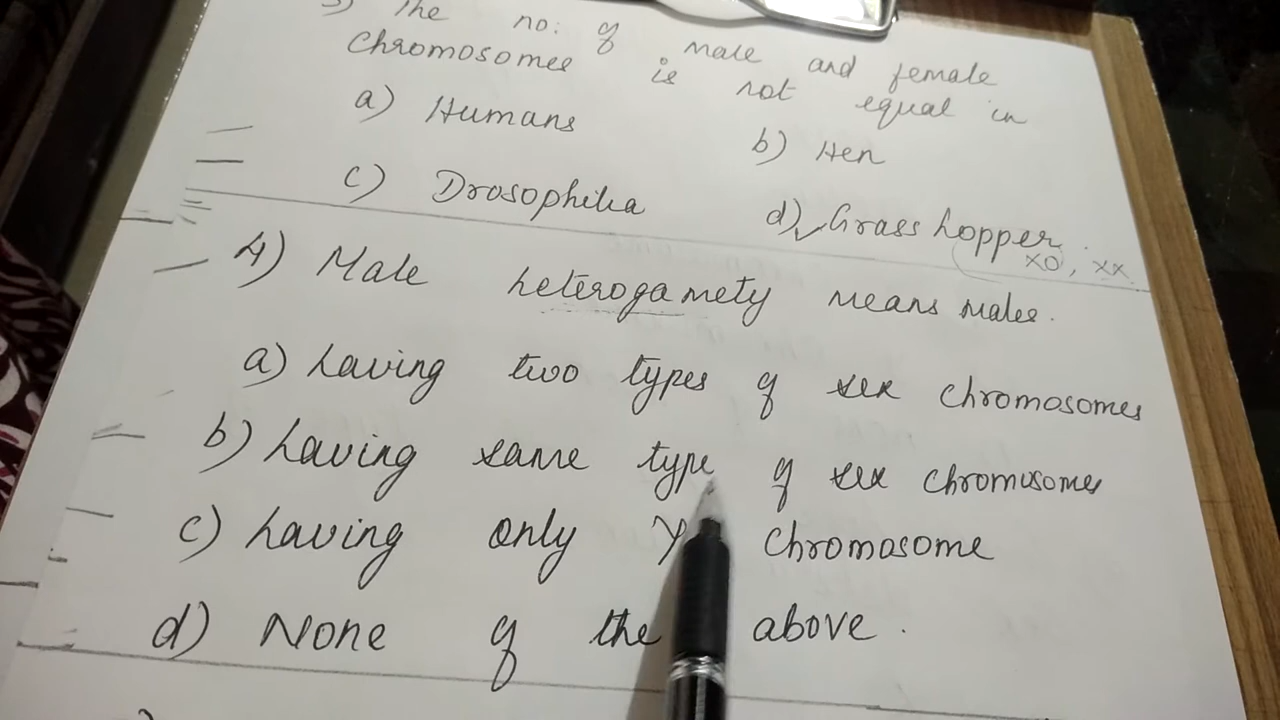 3) The no: of male and female
Chromosomes is not equal in
a) Humans
b) Hen
c) Drosophilia
d) Grass hopper.
XO, XX
4) Male heterogamety means males.
a) having two types of sex chromosomes
b) having same type of sex chromosomes
c) having only Y chromosome
d) None of the above.